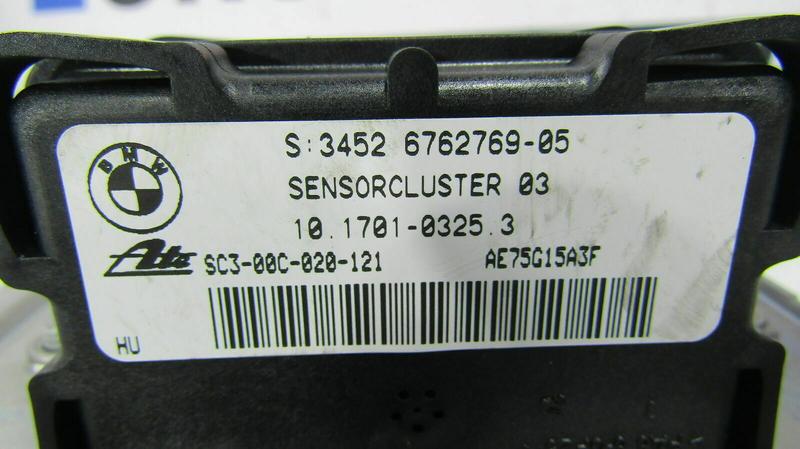 BMW
S:3452 6762769-05
SENSORCLUSTER 03
10.1701-0325.3
Ate SC3-00C-020-121 AE75G15A3F
HU